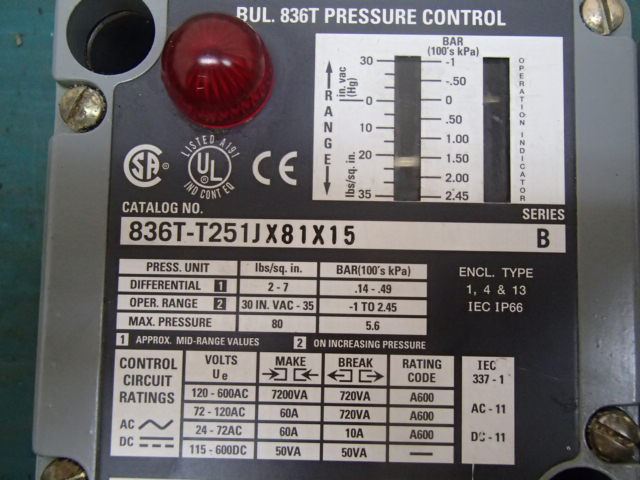 BUL. 836T PRESSURE CONTROL
BAR
(100's kPa)
RANGE
in. vac (Hg)
lbs/sq. in.
30
0
10
20
35
-1
-.50
0
.50
1.00
1.50
2.00
2.45
OPERATION INDICATOR
SA
LISTED A191
UL
IND CONT EQ
CE
CATALOG NO. SERIES
836T-T251JX81X15 B
PRESS. UNIT lbs/sq. in. BAR(100's kPa)
DIFFERENTIAL 1 2 - 7 .14 - .49
OPER. RANGE 2 30 IN. VAC - 35 -1 TO 2.45
MAX. PRESSURE 80 5.6
ENCL. TYPE
1, 4 & 13
IEC IP66
1 APPROX. MID-RANGE VALUES 2 ON INCREASING PRESSURE
CONTROL CIRCUIT RATINGS
AC
DC
VOLTS Ue MAKE BREAK RATING CODE
120 - 600AC 7200VA 720VA A600
72 - 120AC 60A 720VA A600
24 - 72AC 60A 10A A600
115 - 600DC 50VA 50VA —
IEC
337 - 1
AC - 11
DC - 11